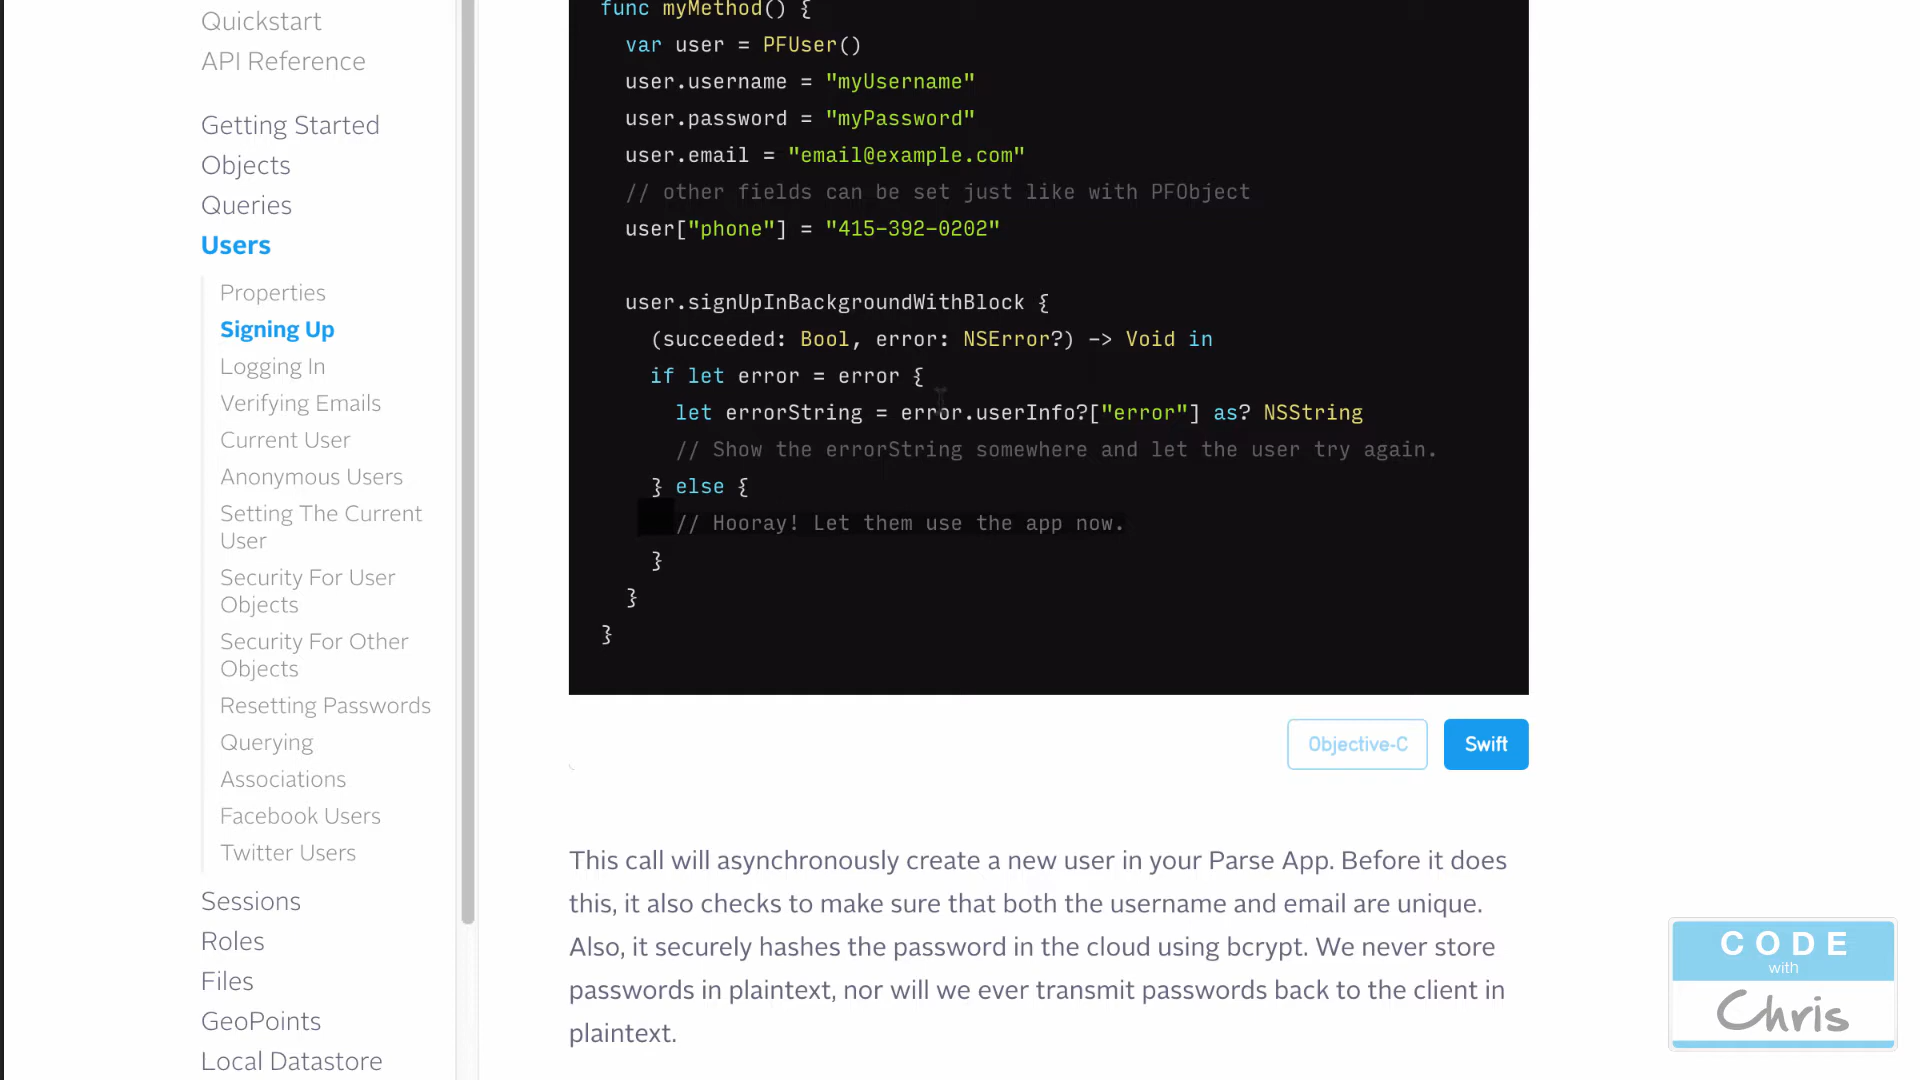 Quickstart
API Reference
Getting Started
Objects
Queries
Users
Properties
Signing Up
Logging In
Verifying Emails
Current User
Anonymous Users
Setting The Current
User
Security For User
Objects
Security For Other
Objects
Resetting Passwords
Querying
Associations
Facebook Users
Twitter Users
Sessions
Roles
Files
GeoPoints
Local Datastore
func myMethod() {
var user = PFUser()
user.username = "myUsername"
user.password = "myPassword"
user.email = "email@example.com"
// other fields can be set just like with PFObject
user["phone"] = "415-392-0202"
user.signUpInBackgroundWithBlock {
(succeeded: Bool, error: NSError?) -> Void in
if let error = error {
let errorString = error.userInfo?["error"] as? NSString
// Show the errorString somewhere and let the user try again.
} else {
// Hooray! Let them use the app now.
}
}
}
Objective-C
Swift
This call will asynchronously create a new user in your Parse App. Before it does
this, it also checks to make sure that both the username and email are unique.
Also, it securely hashes the password in the cloud using bcrypt. We never store
passwords in plaintext, nor will we ever transmit passwords back to the client in
plaintext.
CODE
with
Chris